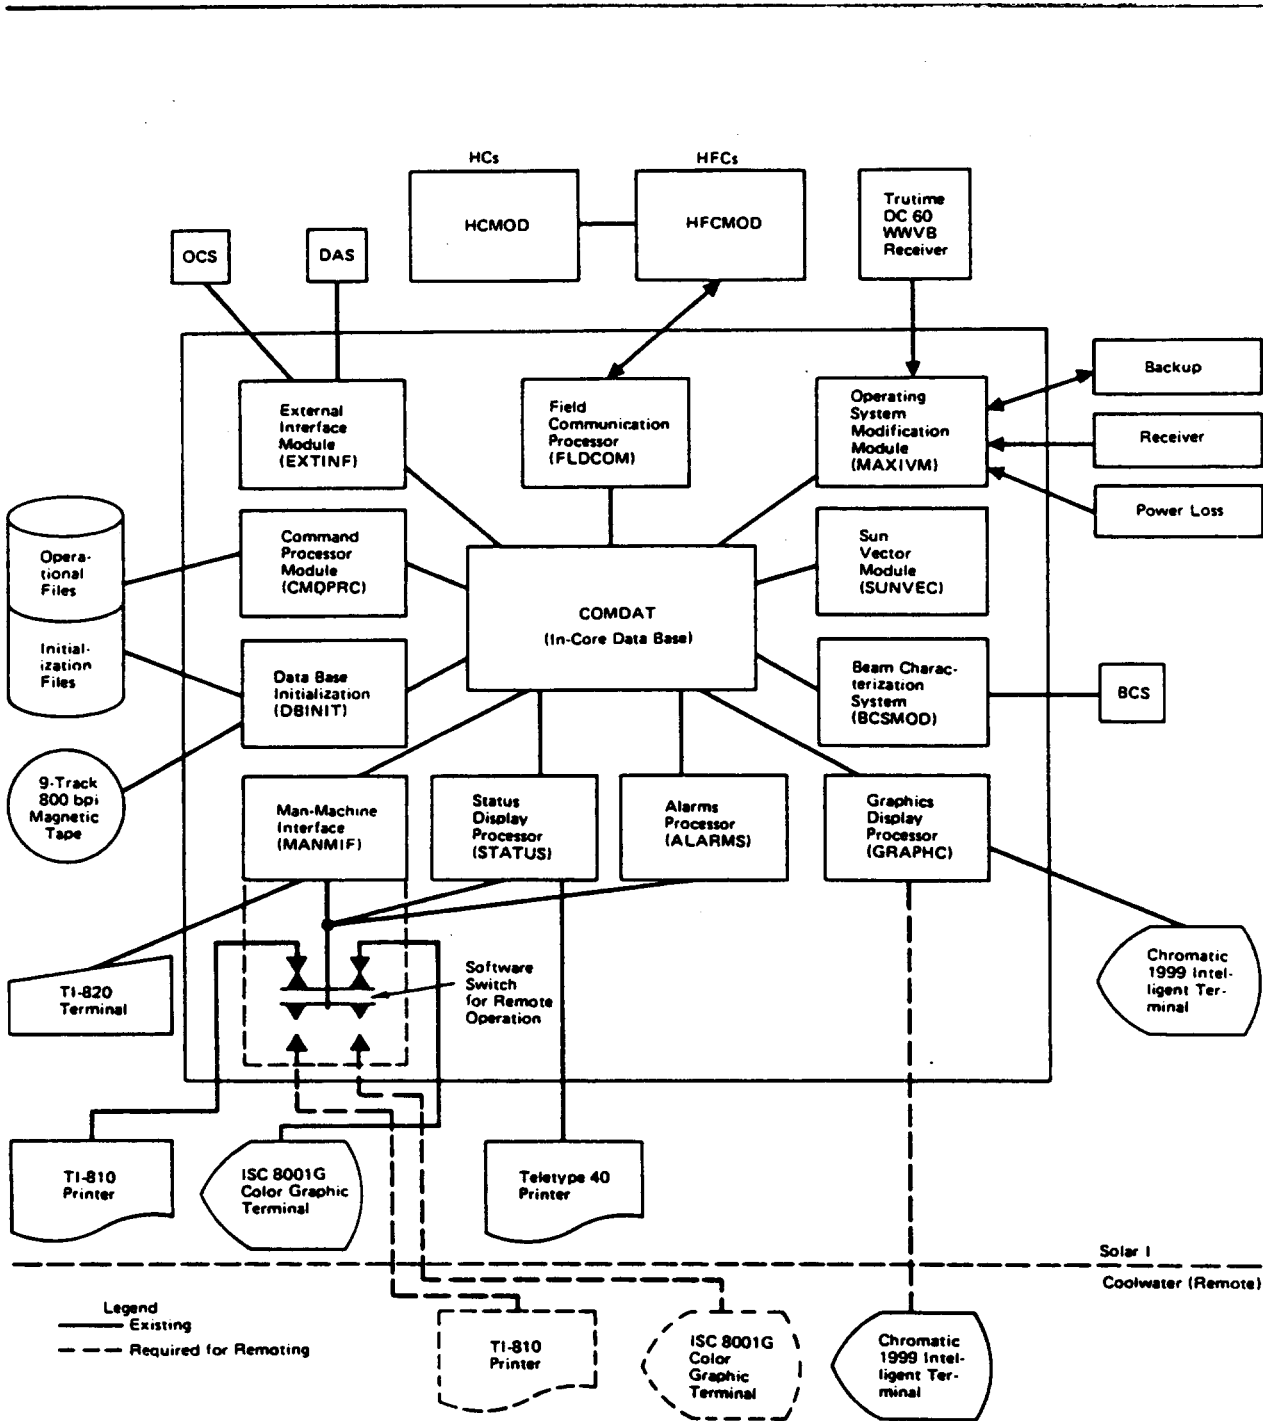 HCs
HFCs
HCMOD
HFCMOD
Trutime
DC 60
WWVB
Receiver
OCS
DAS
External
Interface
Module
(EXTINF)
Field
Communication
Processor
(FLDCOM)
Operating
System
Modification
Module
(MAXIVM)
Backup
Receiver
Power Loss
Opera-
tional
Files
Initial-
ization
Files
Command
Processor
Module
(CMDPRC)
COMDAT
(In-Core Data Base)
Sun
Vector
Module
(SUNVEC)
Data Base
Initialization
(DBINIT)
Beam Charac-
terization
System
(BCSMOD)
BCS
9-Track
800 bpi
Magnetic
Tape
Man-Machine
Interface
(MANMIF)
Status
Display
Processor
(STATUS)
Alarms
Processor
(ALARMS)
Graphics
Display
Processor
(GRAPHC)
TI-820
Terminal
Software
Switch
for Remote
Operation
Chromatic
1999 Intel-
ligent Ter-
minal
TI-810
Printer
ISC 8001G
Color Graphic
Terminal
Teletype 40
Printer
Solar I
Coolwater (Remote)
Legend
Existing
Required for Remoting
TI-810
Printer
ISC 8001G
Color
Graphic
Terminal
Chromatic
1999 Intel-
ligent Ter-
minal